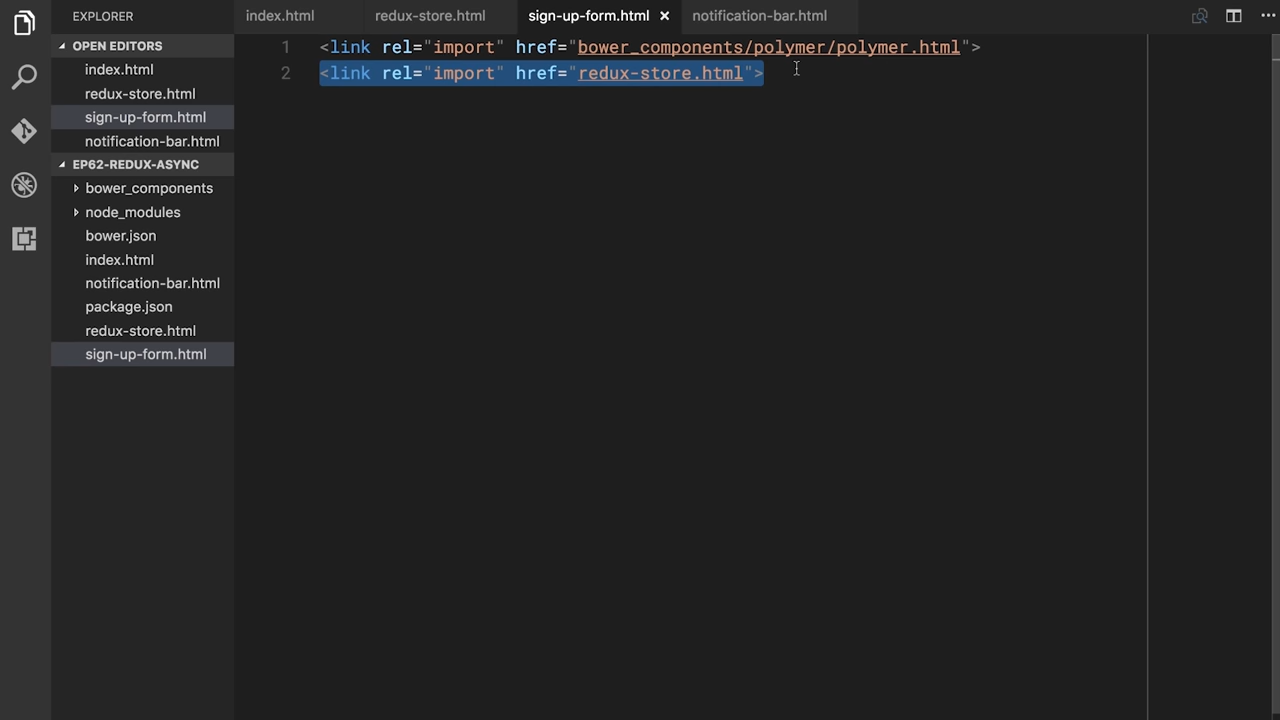 EXPLORER
OPEN EDITORS
index.html
redux-store.html
sign-up-form.html
notification-bar.html
EP62-REDUX-ASYNC
bower_components
node_modules
bower.json
index.html
notification-bar.html
package.json
redux-store.html
sign-up-form.html
index.html redux-store.html sign-up-form.html notification-bar.html
1 <link rel="import" href="bower_components/polymer/polymer.html">
2 <link rel="import" href="redux-store.html">